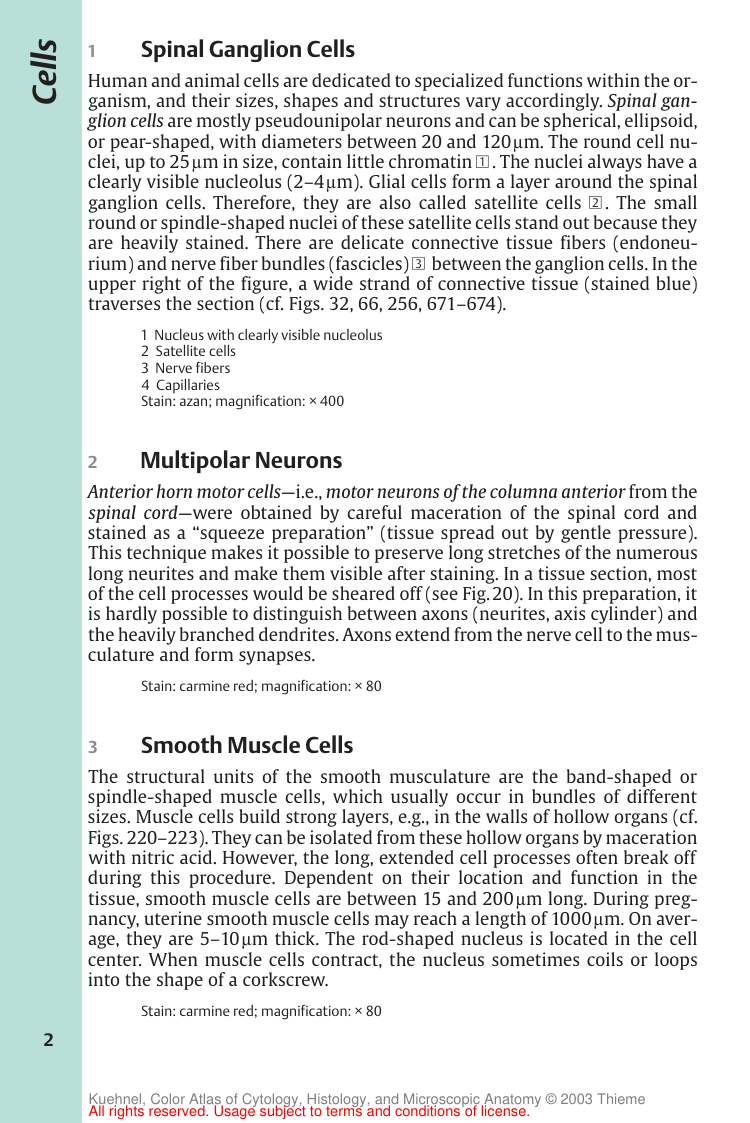 Cells
1 Spinal Ganglion Cells
Human and animal cells are dedicated to specialized functions within the or-
ganism, and their sizes, shapes and structures vary accordingly. Spinal gan-
glion cells are mostly pseudounipolar neurons and can be spherical, ellipsoid,
or pear-shaped, with diameters between 20 and 120 µm. The round cell nu-
clei, up to 25 µm in size, contain little chromatin 1 . The nuclei always have a
clearly visible nucleolus (2–4 µm). Glial cells form a layer around the spinal
ganglion cells. Therefore, they are also called satellite cells 2 . The small
round or spindle-shaped nuclei of these satellite cells stand out because they
are heavily stained. There are delicate connective tissue fibers (endoneu-
rium) and nerve fiber bundles (fascicles) 3 between the ganglion cells. In the
upper right of the figure, a wide strand of connective tissue (stained blue)
traverses the section (cf. Figs. 32, 66, 256, 671–674).
1 Nucleus with clearly visible nucleolus
2 Satellite cells
3 Nerve fibers
4 Capillaries
Stain: azan; magnification: × 400
2 Multipolar Neurons
Anterior horn motor cells—i.e., motor neurons of the columna anterior from the
spinal cord—were obtained by careful maceration of the spinal cord and
stained as a “squeeze preparation” (tissue spread out by gentle pressure).
This technique makes it possible to preserve long stretches of the numerous
long neurites and make them visible after staining. In a tissue section, most
of the cell processes would be sheared off (see Fig. 20). In this preparation, it
is hardly possible to distinguish between axons (neurites, axis cylinder) and
the heavily branched dendrites. Axons extend from the nerve cell to the mus-
culature and form synapses.
Stain: carmine red; magnification: × 80
3 Smooth Muscle Cells
The structural units of the smooth musculature are the band-shaped or
spindle-shaped muscle cells, which usually occur in bundles of different
sizes. Muscle cells build strong layers, e.g., in the walls of hollow organs (cf.
Figs. 220–223). They can be isolated from these hollow organs by maceration
with nitric acid. However, the long, extended cell processes often break off
during this procedure. Dependent on their location and function in the
tissue, smooth muscle cells are between 15 and 200 µm long. During preg-
nancy, uterine smooth muscle cells may reach a length of 1000 µm. On aver-
age, they are 5–10 µm thick. The rod-shaped nucleus is located in the cell
center. When muscle cells contract, the nucleus sometimes coils or loops
into the shape of a corkscrew.
Stain: carmine red; magnification: × 80
2
Kuehnel, Color Atlas of Cytology, Histology, and Microscopic Anatomy © 2003 Thieme
All rights reserved. Usage subject to terms and conditions of license.